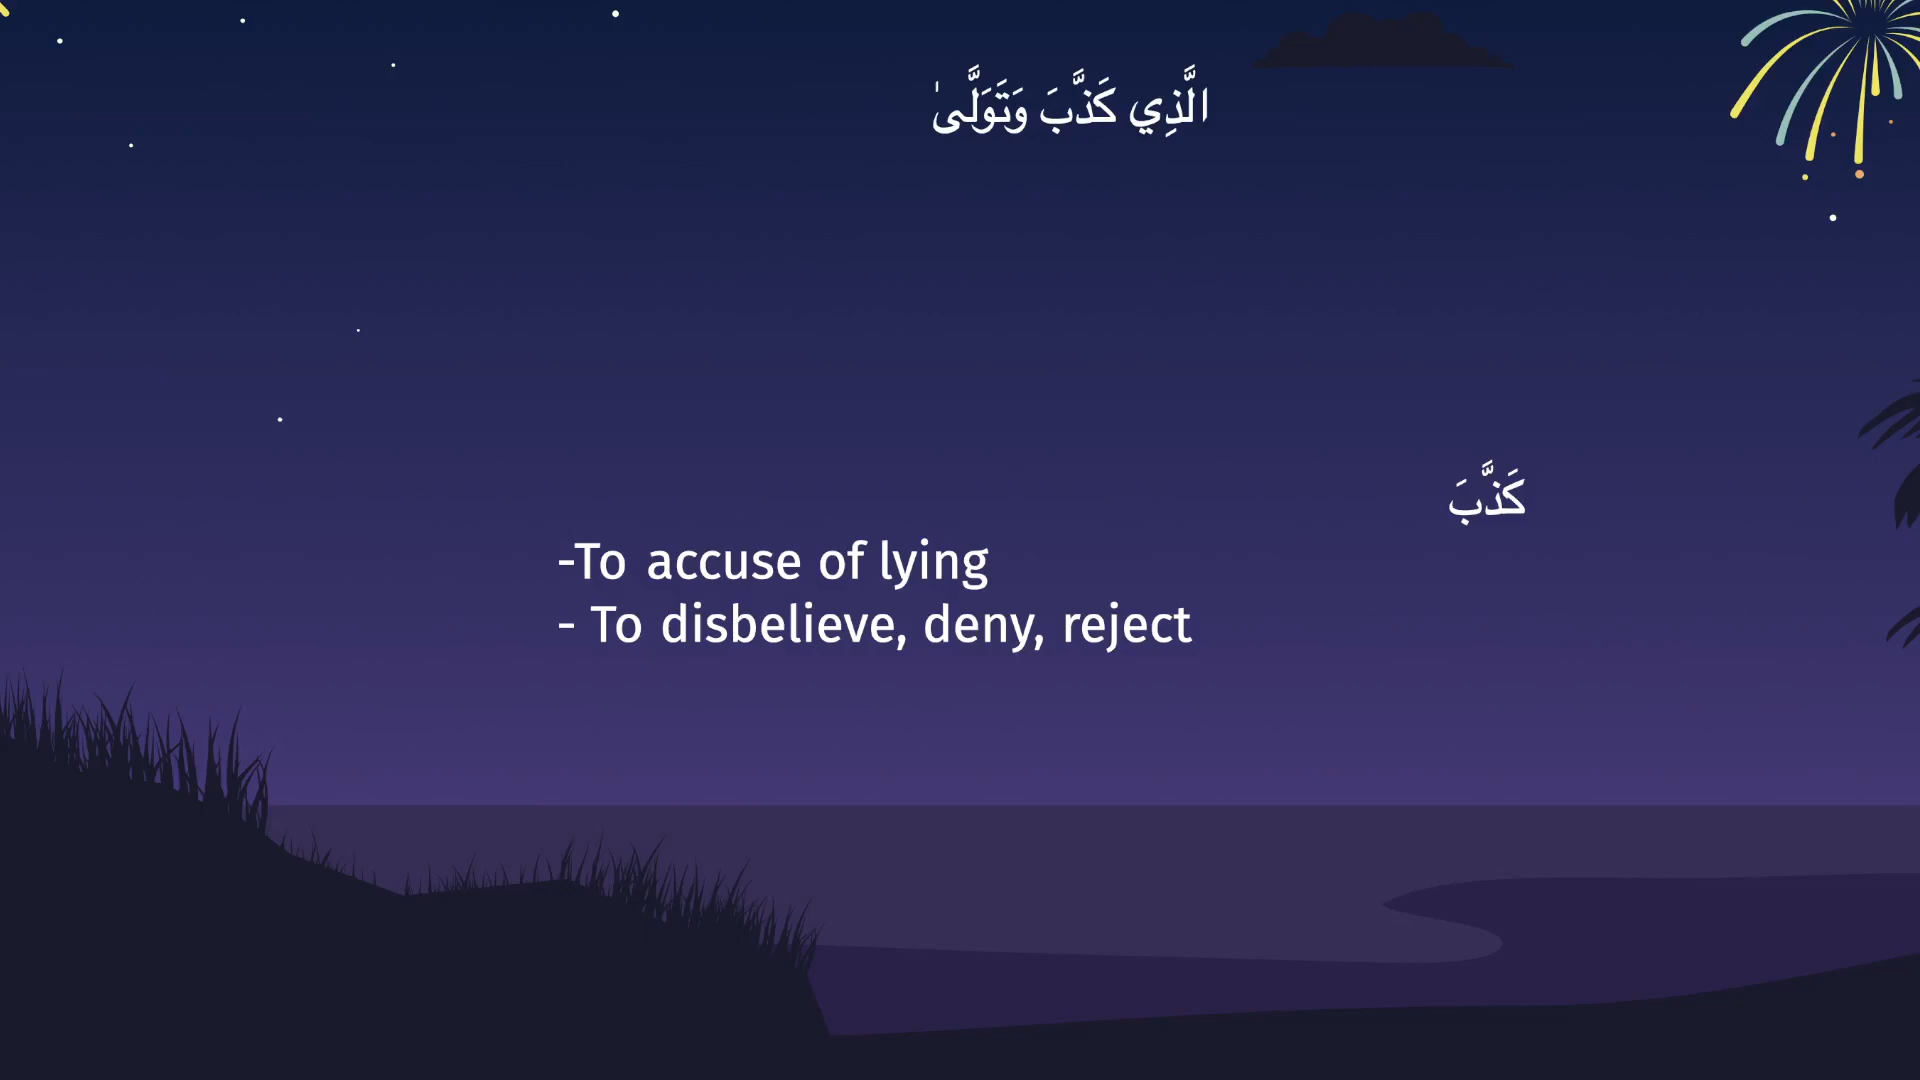 الَّذِي كَذَّبَ وَتَوَلَّىٰ
كَذَّبَ
-To accuse of lying
- To disbelieve, deny, reject